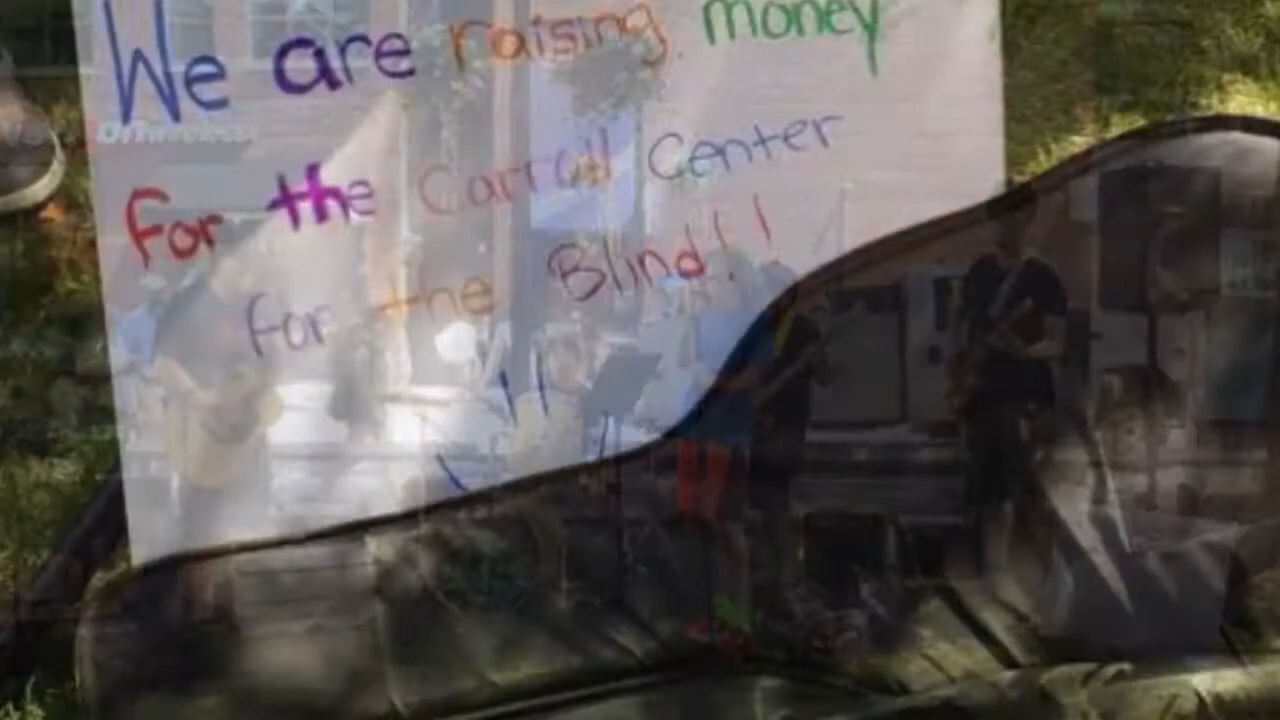 We are raising money
for the Carroll Center
for the Blind!!